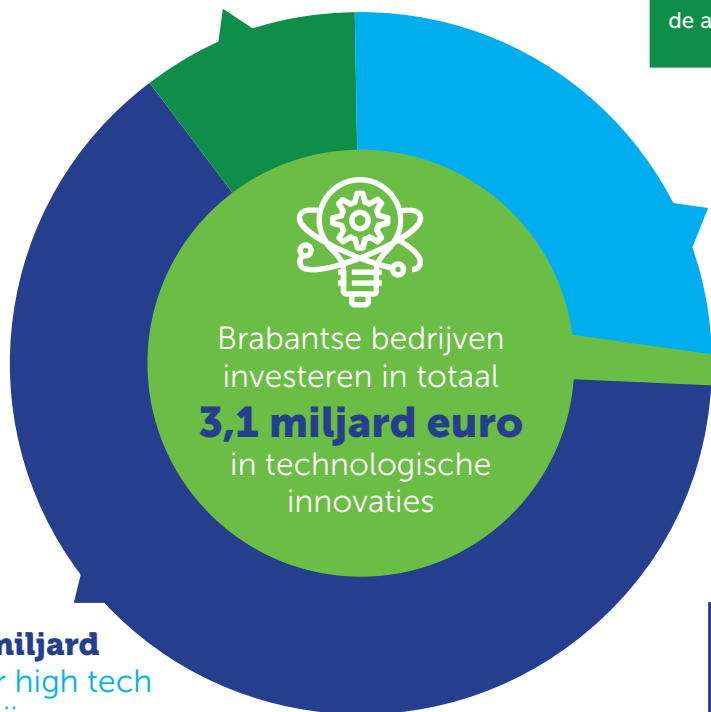 de a
Brabantse bedrijven
investeren in totaal
3,1 miljard euro
in technologische
innovaties
miljard
r high tech